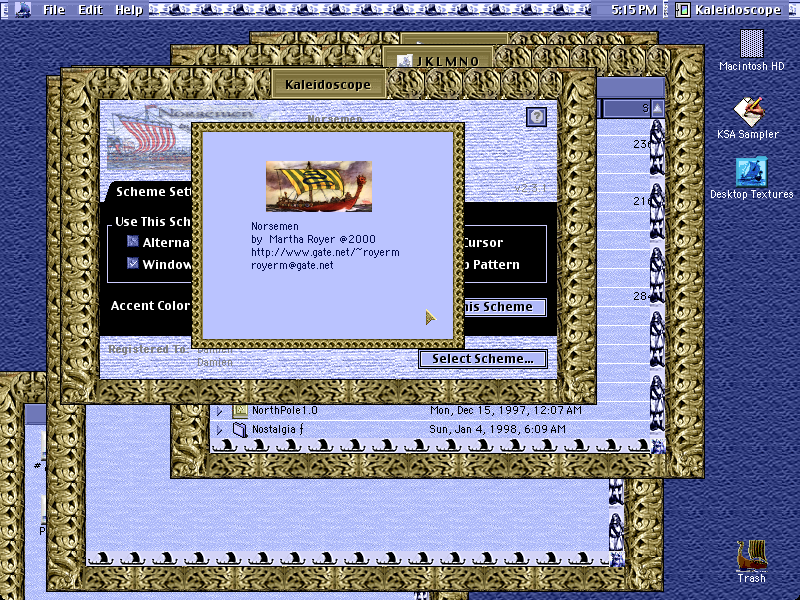 File Edit Help
5:15 PM
Kaleidoscope
Macintosh HD
KSA Sampler
Desktop Textures
Trash
JKLMNO
Kaleidoscope
Norsemen
Norsemen
v2.3.1
Scheme Sett
Use This Sch
Alterna
Window
Cursor
Pattern
Accent Color
his Scheme
Registered To:
Damien
Damien
Select Scheme...
Norsemen
by Martha Royer @2000
http://www.gate.net/~royerm
royerm@gate.net
S
23
21
28
NorthPole1.0 Mon, Dec 15, 1997, 12:07 AM
Nostalgia ƒ Sun, Jan 4, 1998, 6:09 AM
P